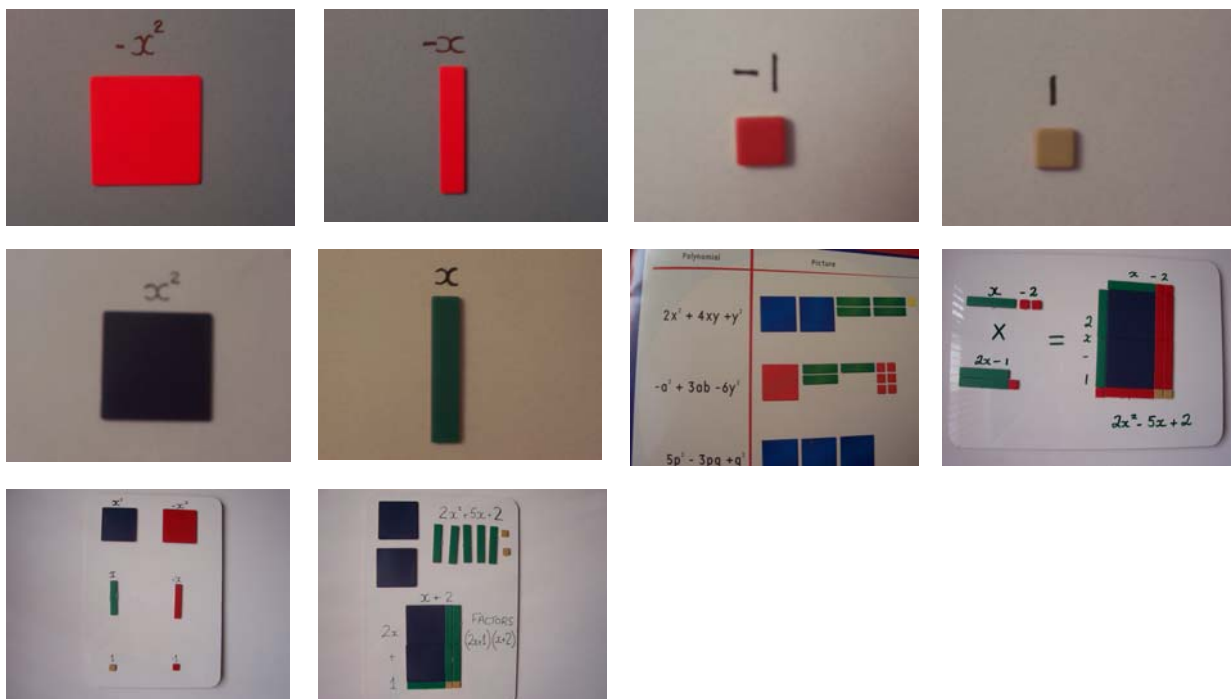 -x²
-x
-1
1
x²
x
Polynomial Picture
2x² + 4xy + y²
-a² + 3ab -6y²
5p² - 3pq + q²
x -2
X
2x-1
=
x -2
2
x
-
1
2x²- 5x + 2
x² -x²
x -x
1 -1
2x²+5x+2
x + 2
2x
+
1
FACTORS
(2x+1)(x+2)